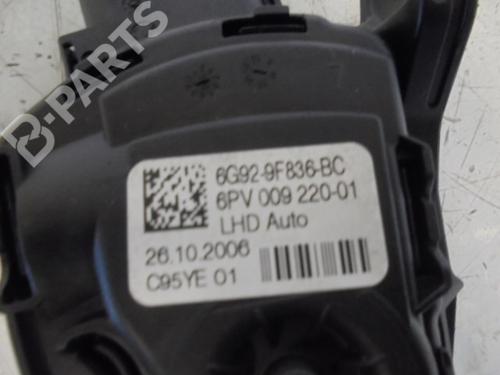 B-PARTS
6G92-9F836-BC
6PV 009 220-01
LHD Auto
26.10.2006
C95YE 01